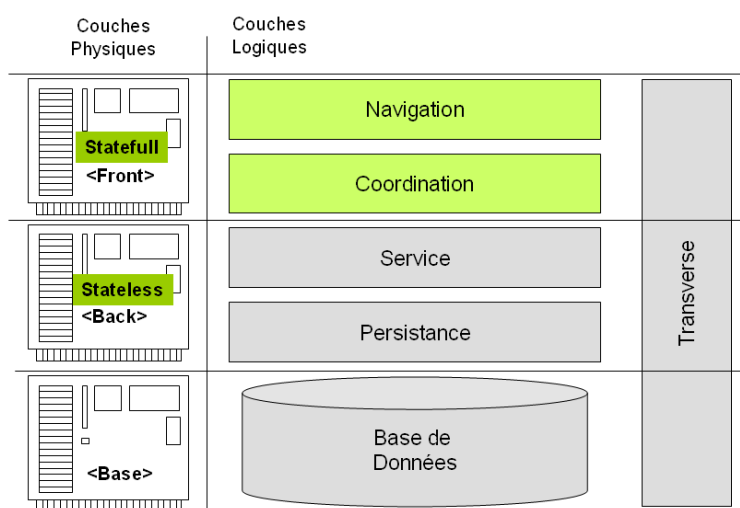 Couches
Physiques
Couches
Logiques
Statefull
<Front>
Navigation
Coordination
Stateless
<Back>
Service
Persistance
Transverse
<Base>
Base de
Données